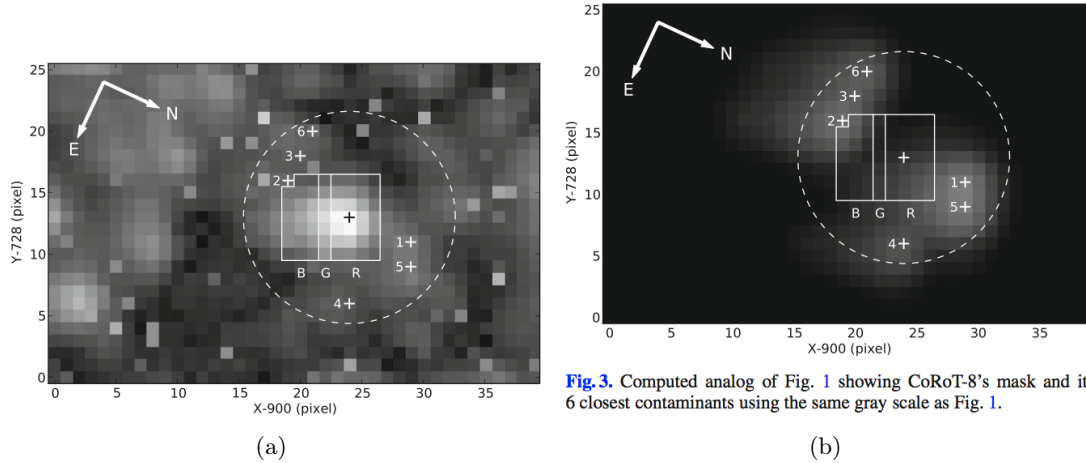 25
20
15
10
5
0
Y-728 (pixel)
N
E
6
3
2
1
5
4
B G R
0 5 10 15 20 25 30 35
X-900 (pixel)
(a)
25
20
15
10
5
0
Y-728 (pixel)
N
E
6
3
2
1
5
4
B G R
0 5 10 15 20 25 30 35
X-900 (pixel)
Fig. 3. Computed analog of Fig. 1 showing CoRoT-8's mask and it
6 closest contaminants using the same gray scale as Fig. 1.
(b)